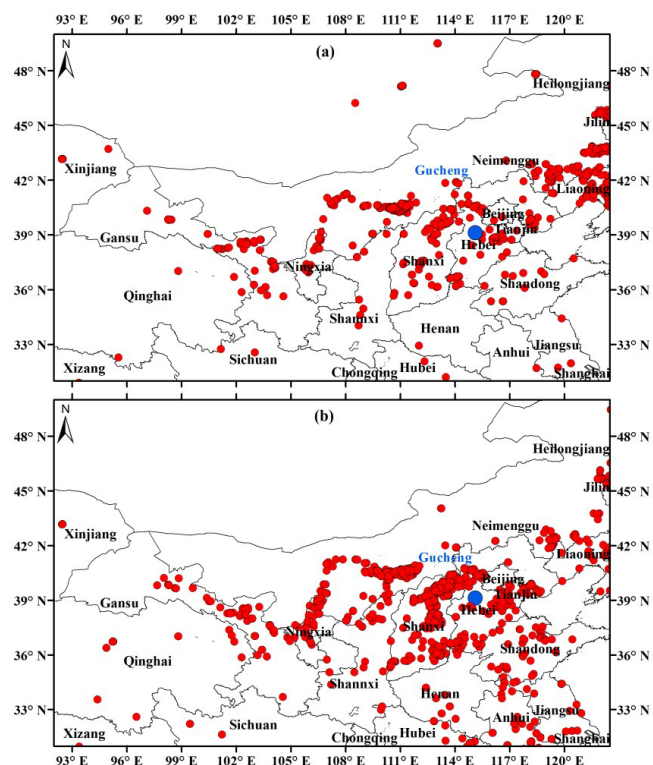 92° E 96° E 99° E 102° E 105° E 108° E 111° E 114° E 117° E 120° E
N
(a)
48° N 48° N
Heilongjiang
45° N 45° N
Jilin
Xinjiang
Neimenggu
Gucheng
42° N 42° N
Liaoning
Beijing
Tianjin
39° N 39° N
Gansu
Hebei
Shanxi
Ningxia
Qinghai
Shandong
36° N 36° N
Shannxi
Henan
33° N 33° N
Anhui
Jiangsu
Sichuan
Xizang
Chongqing
Hubei
Shanghai
N
(b)
48° N 48° N
Heilongjiang
Jilin
45° N 45° N
Xinjiang
Neimenggu
42° N 42° N
Gucheng
Liaoning
Beijing
Tianjin
Gansu
39° N 39° N
Hebei
Shanxi
Ningxia
Shandong
Qinghai
36° N 36° N
Shannxi
Henan
33° N 33° N
Anhui
Jiangsu
Sichuan
Xizang
Chongqing
Hubei
Shanghai
92° E 96° E 99° E 102° E 105° E 108° E 111° E 114° E 117° E 120° E